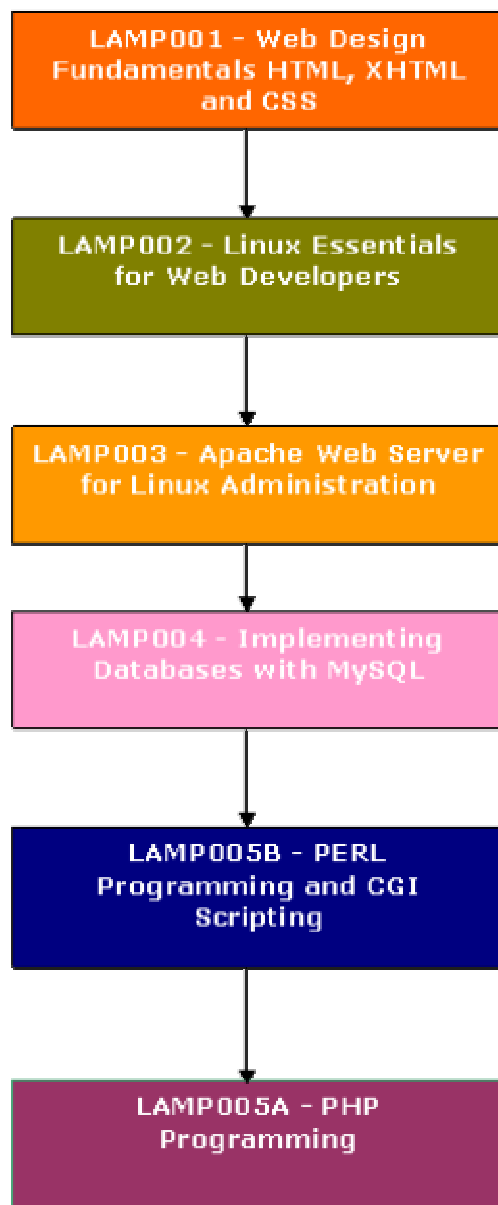 LAMP001 - Web Design
Fundamentals HTML, XHTML
and CSS
LAMP002 - Linux Essentials
for Web Developers
LAMP003 - Apache Web Server
for Linux Administration
LAMP004 - Implementing
Databases with MySQL
LAMP005B - PERL
Programming and CGI
Scripting
LAMP005A - PHP
Programming